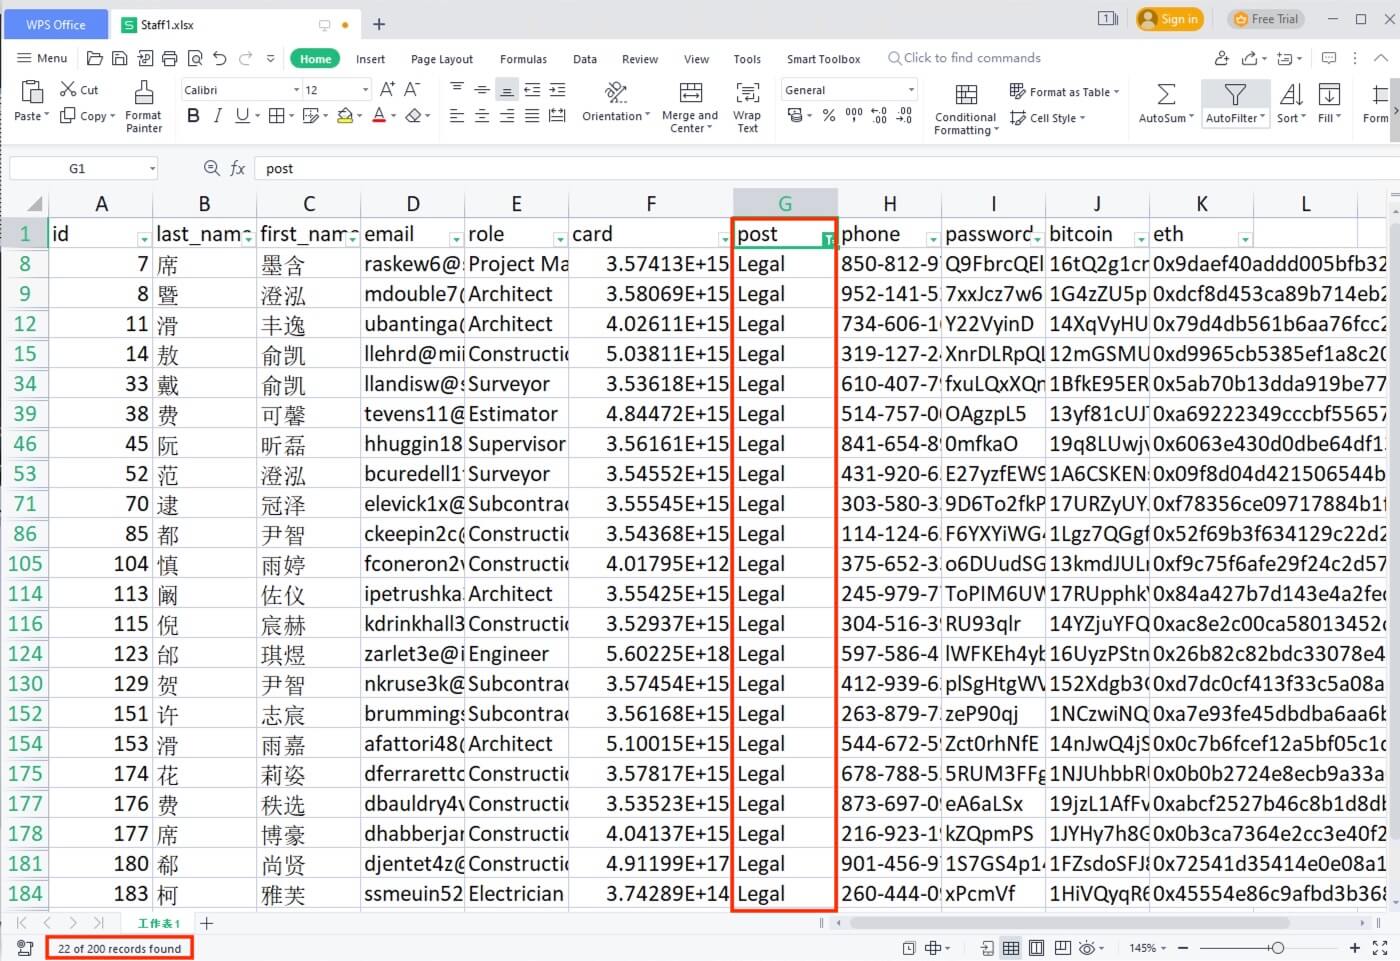 WPS Office Staff1.xlsx Sign in Free Trial
Menu Home Insert Page Layout Formulas Data Review View Tools Smart Toolbox Click to find commands
Paste Cut Copy Format Painter Calibri 12 A+ A- B I U A Orientation Merge and Center Wrap Text General % 000 Conditional Formatting Format as Table Cell Style AutoSum AutoFilter Sort Fill Form
G1 fx post
A B C D E F G H I J K L
1 id last_name first_name email role card post phone password bitcoin eth
8 7 席 墨含 raskew6@ Project Ma 3.57413E+15 Legal 850-812-9 Q9FbrcQEl 16tQ2g1cr 0x9daef40addd005bfb32
9 8 暨 澄泓 mdouble7@ Architect 3.58069E+15 Legal 952-141-5 7xxJcz7w6 1G4zZU5p 0xdcf8d453ca89b714eb2
12 11 滑 丰逸 ubantinga@ Architect 4.02611E+15 Legal 734-606-1 Y22VyinD 14XqVyHU 0x79d4db561b6aa76fcc2
15 14 敖 俞凯 llehrd@mi Constructi 5.03811E+15 Legal 319-127-2 XnrDLRpQL 12mGSMU 0xd9965cb5385ef1a8c20
34 33 戴 俞凯 llandisw@ Surveyor 3.53618E+15 Legal 610-407-7 fxuLQxXQn 1BfkE95ER 0x5ab70b13dda919be77
39 38 费 可馨 tevens11@ Estimator 4.84472E+15 Legal 514-757-0 OAgzpL5 13yf81cUJ 0xa69222349cccbf55657
46 45 阮 昕磊 hhuggin18 Supervisor 3.56161E+15 Legal 841-654-8 0mfkaO 19q8LUwj 0x6063e430d0dbe64df1
53 52 范 澄泓 bcuredell1 Surveyor 3.54552E+15 Legal 431-920-6 E27yzfEW9 1A6CSKEN 0x09f8d04d421506544b
71 70 逮 冠泽 elevick1x@ Subcontra 3.55545E+15 Legal 303-580-3 9D6To2fkP 17URZyUY 0xf78356ce09717884b1
86 85 都 尹智 ckeepin2c@ Constructi 3.54368E+15 Legal 114-124-6 F6YXYiWG 1Lgz7QGgf 0x52f69b3f634129c22d2
105 104 慎 雨婷 fconeron2 Constructi 4.01795E+12 Legal 375-652-3 o6DUudSG 13kmdJUL 0xf9c75f6afe29f24c2d57
114 113 阚 佐仪 ipetrushka Architect 3.55425E+15 Legal 245-979-7 ToPIM6UW 17RUpphk 0x84a427b7d143e4a2fe
116 115 倪 宸赫 kdrinkhall3 Constructi 3.52937E+15 Legal 304-516-3 RU93qlr 14YZjuYFQ 0xac8e2c00ca58013452
124 123 邰 琪煜 zarlet3e@i Engineer 5.60225E+18 Legal 597-586-4 lWFKEh4y 16UyzPStn 0x26b82c82bdc33078e4
130 129 贺 尹智 nkruse3k@ Subcontra 3.57454E+15 Legal 412-939-6 plSgHtgWV 152Xdgb3 0xd7dc0cf413f33c5a08a
152 151 许 志宸 brummings Subcontra 3.56168E+15 Legal 263-879-7 zeP90qj 1NCzwiNQ 0xa7e93fe45dbdba6aa6
154 153 滑 雨嘉 afattori48@ Architect 5.10015E+15 Legal 544-672-5 Zct0rhNfE 14nJwQ4jS 0x0c7b6fcef12a5bf05c1
175 174 花 莉姿 dferraretto Constructi 3.57817E+15 Legal 678-788-5 5RUM3FFg 1NJUhbbR 0x0b0b2724e8ecb9a33a
177 176 费 秩选 dbauldry4 Constructi 3.53523E+15 Legal 873-697-0 eA6aLSx 19jzL1AfFv 0xabcf2527b46c8b1d8d
178 177 席 博豪 dhabberjar Constructi 4.04137E+15 Legal 216-923-1 kZQpmPS 1JYHy7h8G 0x0b3ca7364e2cc3e40f2
181 180 郗 尚贤 djentet4z@ Constructi 4.91199E+17 Legal 901-456-9 1S7GS4p1 1FZsdoSFJ 0x72541d35414e0e08a1
184 183 柯 雅芙 ssmeuin52 Electrician 3.74289E+14 Legal 260-444-0 xPcmVf 1HiVQyqR6 0x45554e86c9afbd3b368
工作表1
22 of 200 records found 145%